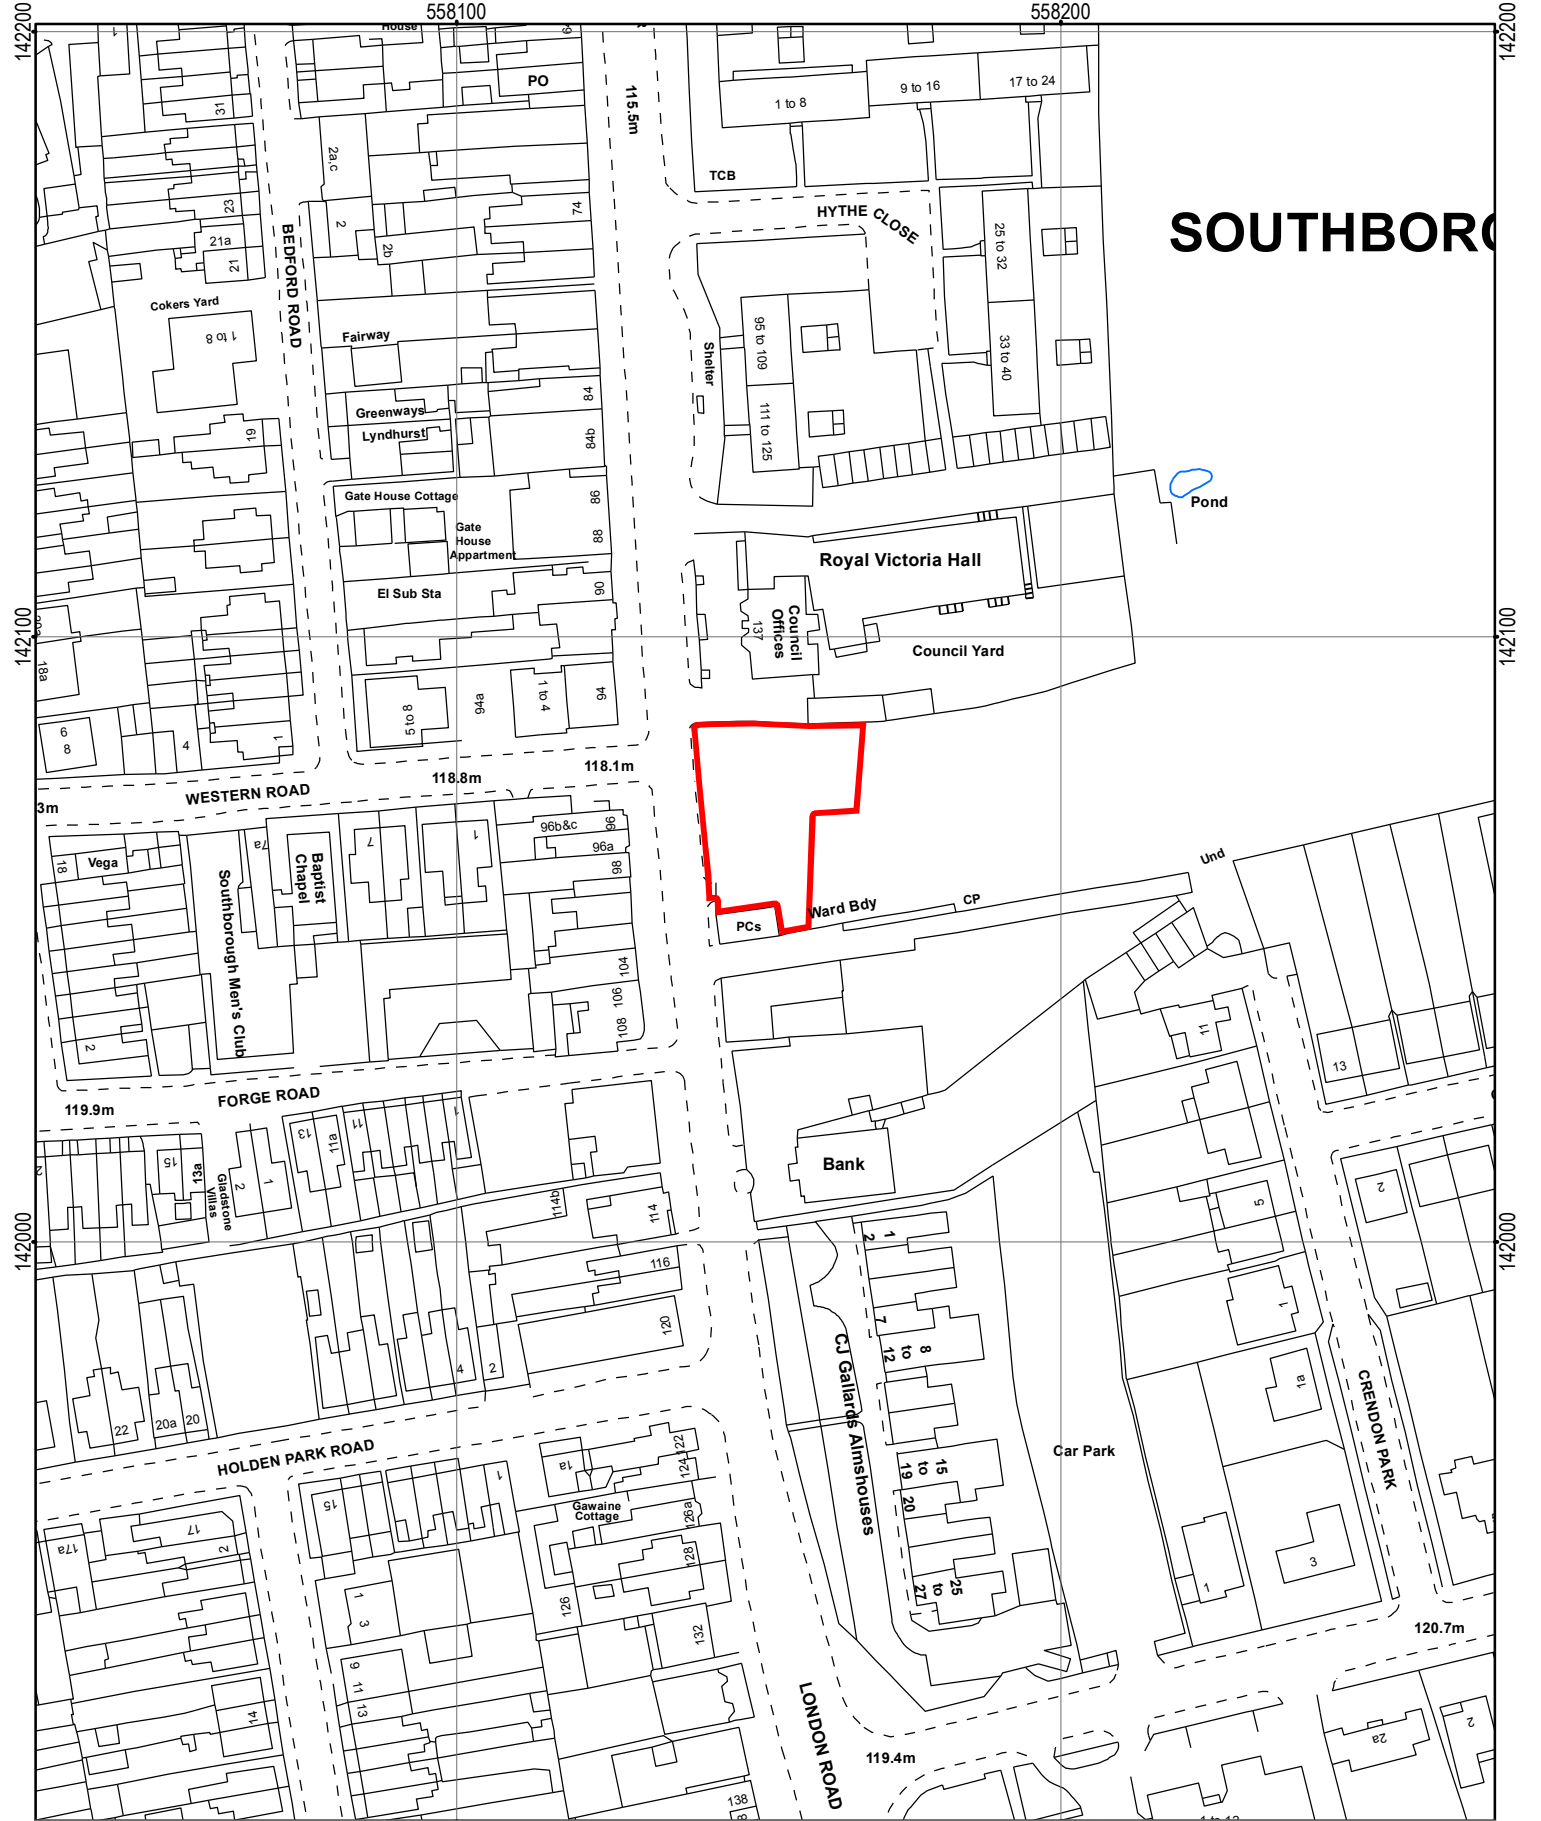 558100
558200
142200
142200
House
PO
115.5m
1 to 8
9 to 16
17 to 24
31
2a,c
TCB
23
2
74
HYTHE CLOSE
SOUTHBORO
21a
21
2b
25 to 32
BEDFORD ROAD
Cokers Yard
1 to 8
Fairway
Shelter
95 to 109
33 to 40
Greenways
84
Lyndhurst
84b
19
111 to 125
Gate House Cottage
86
Pond
Gate
House
Appartment
88
Royal Victoria Hall
El Sub Sta
90
142100
142100
137
Council
Offices
Council Yard
18a
5 to 8
94a
1 to 4
94
6
8
4
1
118.8m
118.1m
WESTERN ROAD
3m
96b&c
96
96a
18
Vega
7a
7
1
98
Baptist
Chapel
Southborough Men's Club
Und
CP
Ward Bdy
PCs
104
106
108
2
11
13
FORGE ROAD
119.9m
13
11a
11
1
15
13a
2
1
Gladstone
Villas
Bank
2
5
114b
114
142000
142000
1
2
116
7
1
120
8
to
12
4
2
CJ Gallards Almshouses
1a
CRENDON PARK
22
20a
20
HOLDEN PARK ROAD
122
124
1a
Car Park
15
to
19
15
1
Gawaine
Cottage
126a
20
17
17a
2
128
1
3
126
25
to
27
1
3
132
120.7m
9
11
13
14
LONDON ROAD
119.4m
2a
2
138